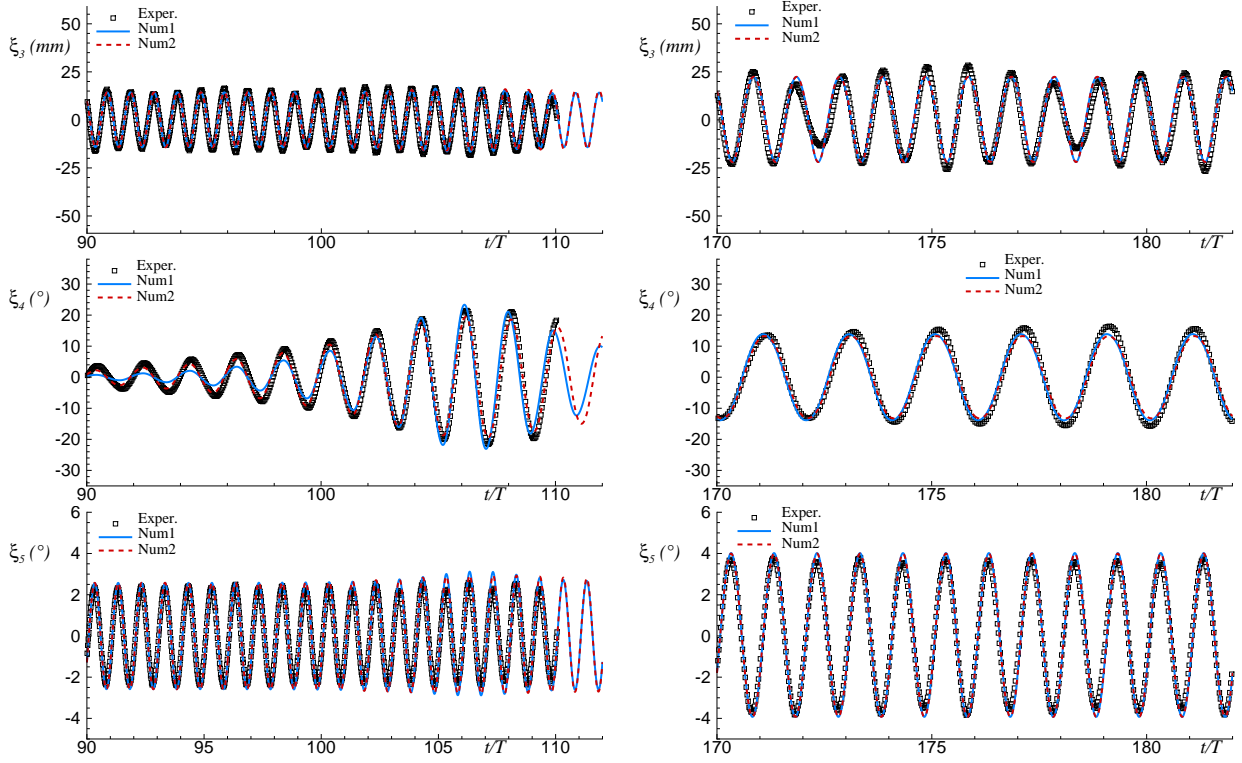 ξ3 (mm)
50
25
0
-25
-50
Exper.
Num1
Num2
90
100
t/T
110
ξ3 (mm)
50
25
0
-25
-50
Exper.
Num1
Num2
170
175
t/T
180
ξ4 (°)
30
20
10
0
-10
-20
-30
Exper.
Num1
Num2
90
100
t/T
110
ξ4 (°)
30
20
10
0
-10
-20
-30
Exper.
Num1
Num2
170
175
t/T
180
ξ5 (°)
6
4
2
0
-2
-4
Exper.
Num1
Num2
90
95
100
105
t/T
110
ξ5 (°)
6
4
2
0
-2
-4
Exper.
Num1
Num2
170
175
t/T
180